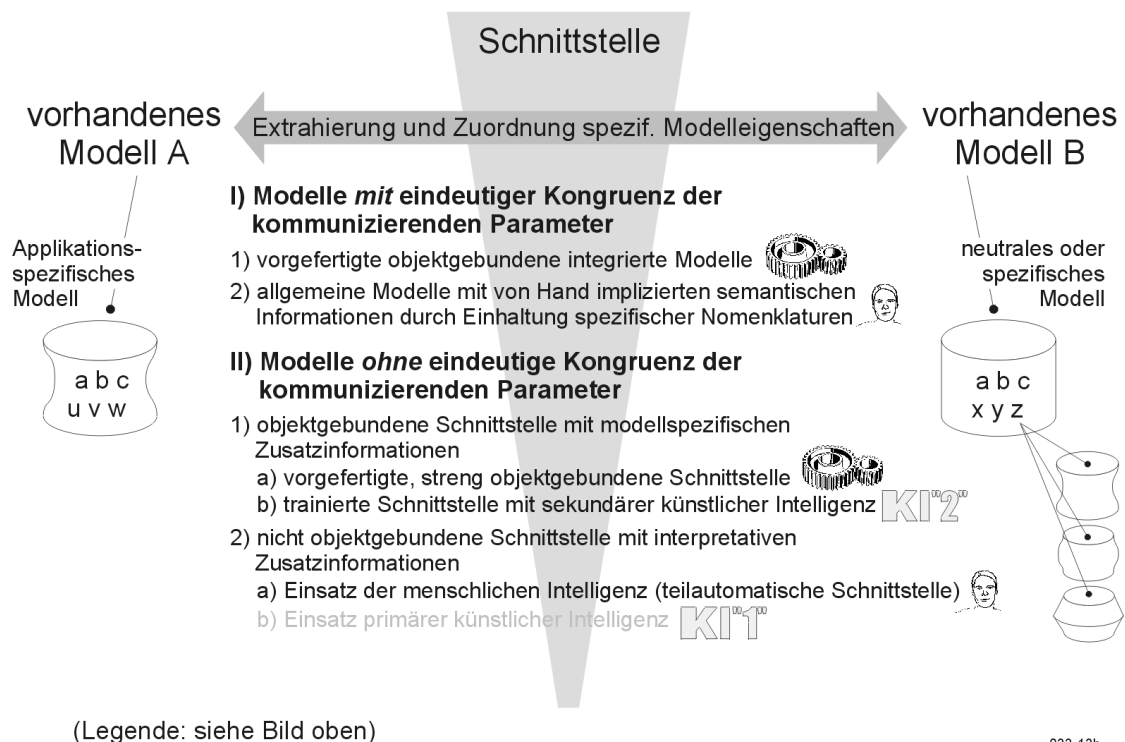 Schnittstelle
vorhandenes
Modell A
Extrahierung und Zuordnung spezif. Modelleigenschaften
vorhandenes
Modell B
Applikations-
spezifisches
Modell
a b c
u v w
I) Modelle mit eindeutiger Kongruenz der
kommunizierenden Parameter
1) vorgefertigte objektgebundene integrierte Modelle
2) allgemeine Modelle mit von Hand implizierten semantischen
Informationen durch Einhaltung spezifischer Nomenklaturen
II) Modelle ohne eindeutige Kongruenz der
kommunizierenden Parameter
1) objektgebundene Schnittstelle mit modellspezifischen
Zusatzinformationen
a) vorgefertigte, streng objektgebundene Schnittstelle
b) trainierte Schnittstelle mit sekundärer künstlicher Intelligenz KI"2"
2) nicht objektgebundene Schnittstelle mit interpretativen
Zusatzinformationen
a) Einsatz der menschlichen Intelligenz (teilautomatische Schnittstelle)
b) Einsatz primärer künstlicher Intelligenz KI"1"
neutrales oder
spezifisches
Modell
a b c
x y z
(Legende: siehe Bild oben)